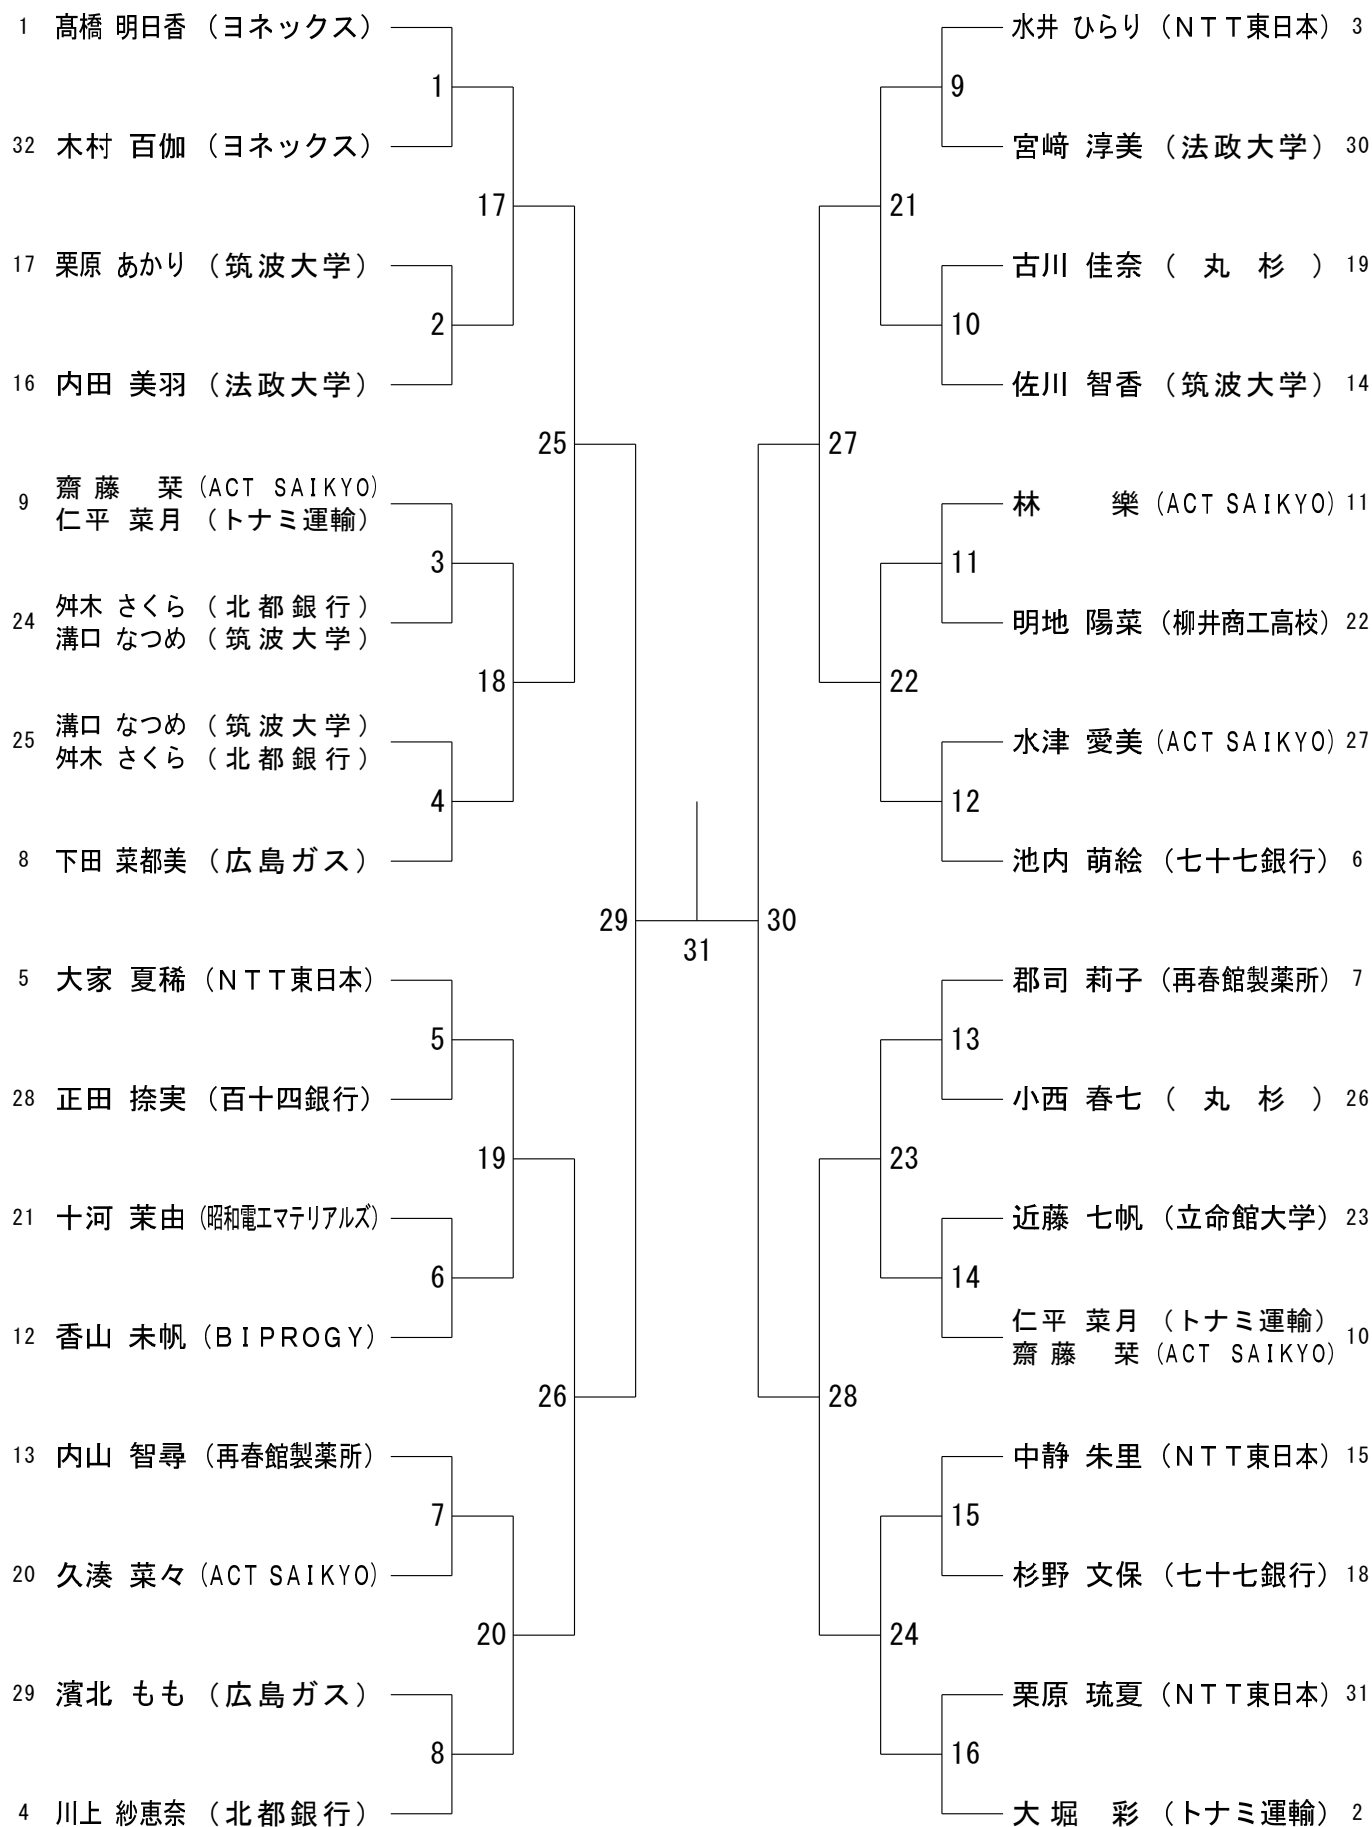 1 髙橋 明日香 （ヨネックス）
1
32 木村 百伽 （ヨネックス）
17
17 栗原 あかり （筑波大学）
2
16 内田 美羽 （法政大学）
25
9 齋藤 栞 (ACT SAIKYO)
仁平 菜月 （トナミ運輸）
3
24 舛木 さくら （北都銀行）
溝口 なつめ （筑波大学）
18
25 溝口 なつめ （筑波大学）
舛木 さくら （北都銀行）
4
8 下田 菜都美 （広島ガス）
29
5 大家 夏稀 （ＮＴＴ東日本）
5
28 正田 捺実 （百十四銀行）
19
21 十河 茉由 （昭和電工マテリアルズ）
6
12 香山 未帆 （ＢＩＰＲＯＧＹ）
26
13 内山 智尋 （再春館製薬所）
7
20 久湊 菜々 (ACT SAIKYO)
20
29 濱北 もも （広島ガス）
8
4 川上 紗恵奈 （北都銀行）
31
水井 ひらり （ＮＴＴ東日本） 3
9
宮﨑 淳美 （法政大学） 30
21
古川 佳奈 （ 丸 杉 ） 19
10
佐川 智香 （筑波大学） 14
27
林 樂 (ACT SAIKYO) 11
11
明地 陽菜 （柳井商工高校） 22
22
水津 愛美 (ACT SAIKYO) 27
12
池内 萌絵 （七十七銀行） 6
30
郡司 莉子 （再春館製薬所） 7
13
小西 春七 （ 丸 杉 ） 26
23
近藤 七帆 （立命館大学） 23
14
仁平 菜月 （トナミ運輸） 10
齋藤 栞 (ACT SAIKYO)
28
中静 朱里 （ＮＴＴ東日本） 15
15
杉野 文保 （七十七銀行） 18
24
栗原 琉夏 （ＮＴＴ東日本） 31
16
大堀 彩 （トナミ運輸） 2